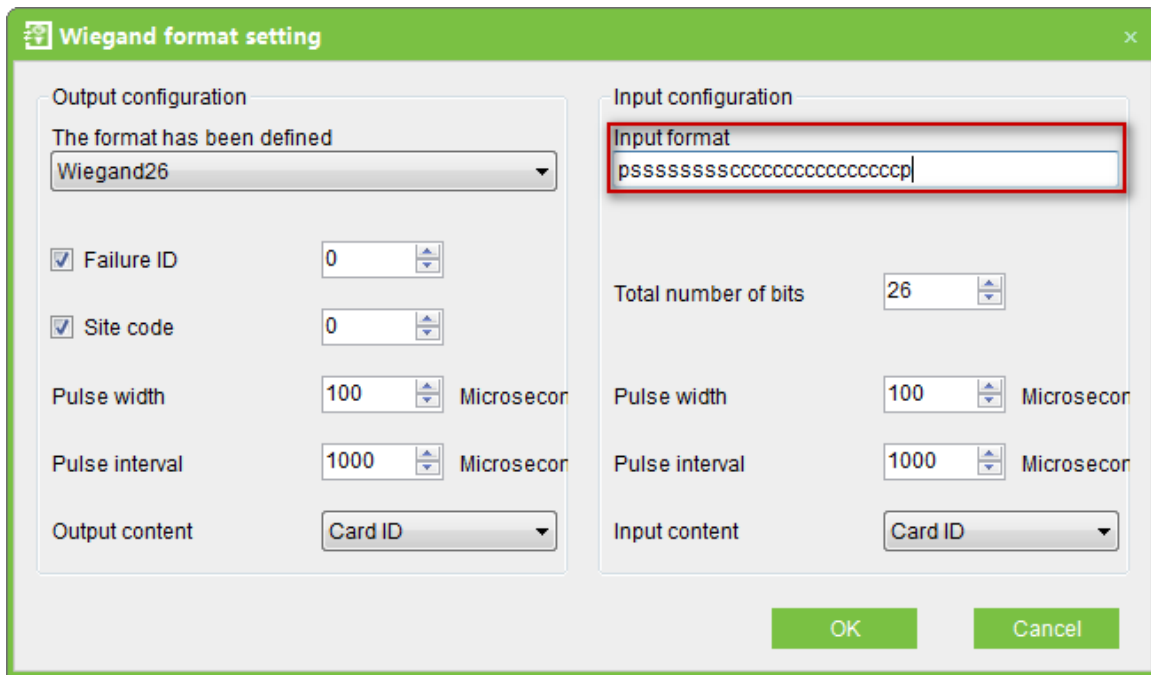 Wiegand format setting
Output configuration
The format has been defined
Wiegand26
Failure ID
0
Site code
0
Pulse width
100
Microsecon
Pulse interval
1000
Microsecon
Output content
Card ID
Input configuration
Input format
pssssssssscccccccccccccccp
Total number of bits
26
Pulse width
100
Microsecon
Pulse interval
1000
Microsecon
Input content
Card ID
OK
Cancel